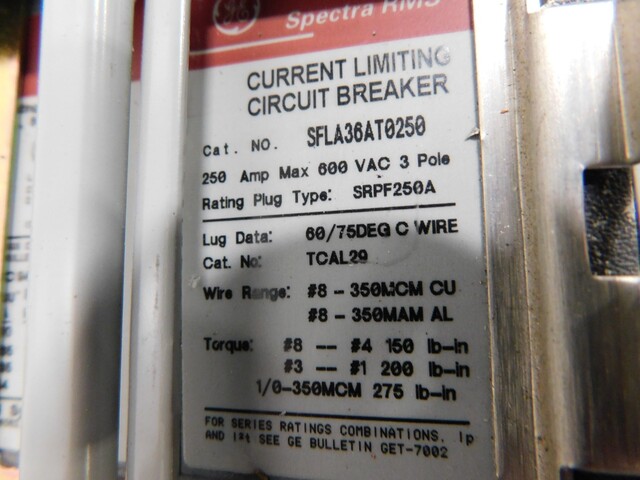 GE Spectra RMS
CURRENT LIMITING
CIRCUIT BREAKER
Cat. NO. SFLA36AT0250
250 Amp Max 600 VAC 3 Pole
Rating Plug Type: SRPF250A
Lug Data: 60/75DEG C WIRE
Cat. No: TCAL29
Wire Range: #8 - 350MCM CU
#8 - 350MAM AL
Torque: #8 -- #4 150 lb-in
#3 -- #1 200 lb-in
1/0-350MCM 275 lb-in
FOR SERIES RATINGS COMBINATIONS, Ip
AND I²t SEE GE BULLETIN GET-7002